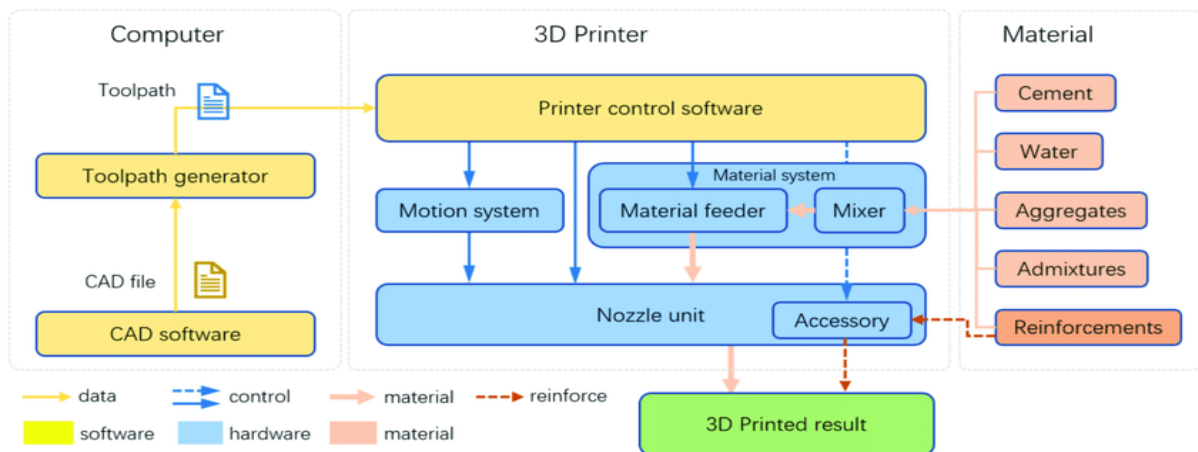 Computer
3D Printer
Material
Toolpath
Printer control software
Cement
Water
Toolpath generator
Material system
Motion system
Material feeder
Mixer
Aggregates
CAD file
Admixtures
CAD software
Nozzle unit
Accessory
Reinforcements
data
control
material
reinforce
software
hardware
material
3D Printed result